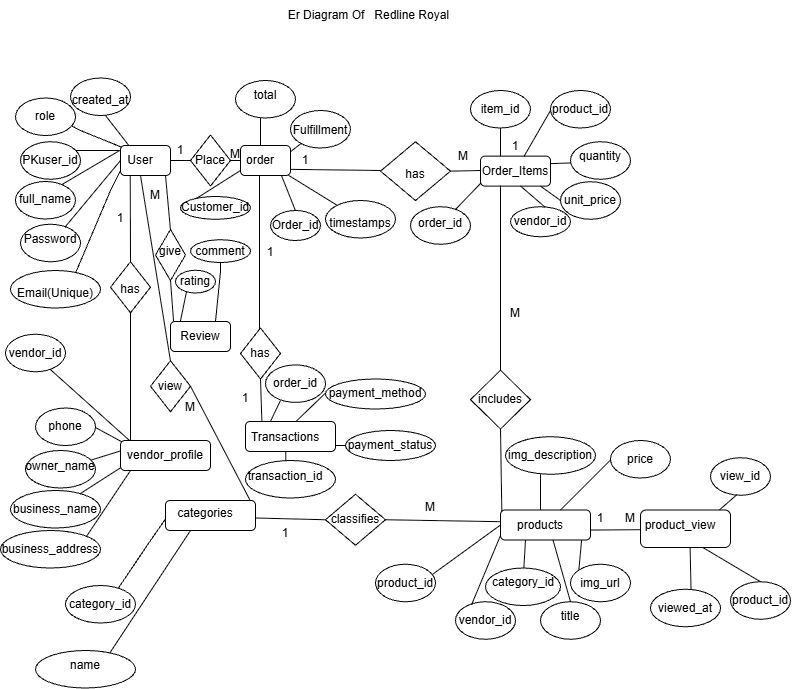 Er Diagram Of Redline Royal
created_at
role
total
Fulfillment
item_id
product_id
PKuser_id
User
1
Place
M
order
1
has
M
Order_Items
1
quantity
full_name
M
Customer_id
Order_id
timestamps
order_id
vendor_id
unit_price
Password
1
give
comment
1
Email(Unique)
has
rating
M
Review
vendor_id
has
view
M
order_id
payment_method
1
includes
phone
Transactions
payment_status
vendor_profile
owner_name
transaction_id
img_description
price
view_id
business_name
categories
classifies
M
1
products
1
M
product_view
business_address
category_id
product_id
category_id
img_url
vendor_id
title
viewed_at
product_id
name